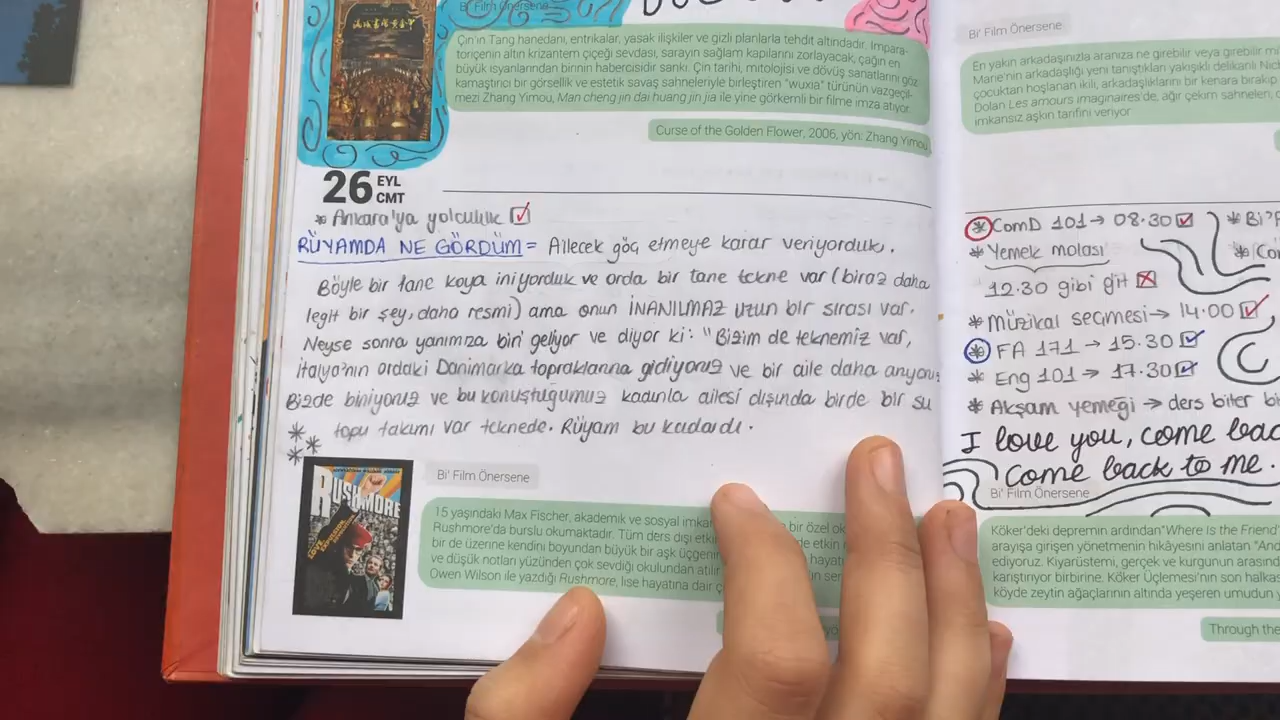 Bi' Film Önersene
Çin'in Tang hanedanı, entrikalar, yasak ilişkiler ve gizli planlarla tehdit altındadır. İmpara-
toriçenin altın krizantem çiçeği sevdası, sarayın sağlam kapılarını zorlayacak, çağın en
büyük isyanlarından birinin habercisidir sanki. Çin tarihi, mitolojisi ve dövüş sanatlarını göz
kamaştırıcı bir görsellik ve estetik savaş sahneleriyle birleştiren "wuxia" türünün vazgeçil-
mezi Zhang Yimou, Man cheng jin dai huang jin jia ile yine görkemli bir filme imza atıyor.
Curse of the Golden Flower, 2006, yön: Zhang Yimou
26 EYL
CMT
* Ankara'ya yolculuk
RÜYAMDA NE GÖRDÜM = Ailecek göç etmeye karar veriyorduk.
Böyle bir tane koya iniyorduk ve orda bir tane tekne var (biraz daha
legit bir şey, daha resmi) ama onun İNANILMAZ uzun bir sırası var.
Neyse sonra yanımıza biri geliyor ve diyor ki: "Bizim de teknemiz var,
İtalya'nın ordaki Danimarka topraklarına gidiyoruz ve bir aile daha arıyoruz
Bizde biniyoruz ve bu konuştuğumuz kadınla ailesi dışında birde bir su
topu takımı var teknede. Rüyam bu kadardı.
RUSHMORE
Bi' Film Önersene
15 yaşındaki Max Fischer, akademik ve sosyal
bir özel
Rushmore'da burslu okumaktadır. Tüm ders dışı
etkin
bir de üzerine kendini boyundan büyük bir aşk üçgenin
hayat
ve düşük notları yüzünden çok sevdiği okulundan
Owen Wilson ile yazdığı Rushmore, lise hayatına dair
Bi' Film Önersene
En yakın arkadaşınızla aranıza ne girebilir veya girebilir
Marie'nin arkadaşlığı yeni tanıştıkları yakışıklı delikanlı
çocuktan hoşlanan ikili, arkadaşlıklarını bir kenara bırakıp
Dolan Les amours imaginaires'de, ağır çekim sahneleri,
imkansız aşkın tarifini veriyor
* ComD 101 → 08.30
* Yemek molası
12.30 gibi git
* Müzikal seçmesi → 14.00
* FA 171 → 15.30
* Eng 101 → 17.30
* Akşam yemeği → ders biter
I love you, come back
Come back to me.
Bi' Film Önersene
Köker'deki depremin ardından "Where Is the Friend
arayışa girişen yönetmenin hikâyesini anlatan "And
ediyoruz. Kiyarüstemi, gerçek ve kurgunun arasınd
karıştırıyor birbirine. Köker Üçlemesi'nin son halkas
köyde zeytin ağaçlarının altında yeşeren umudun
Through the